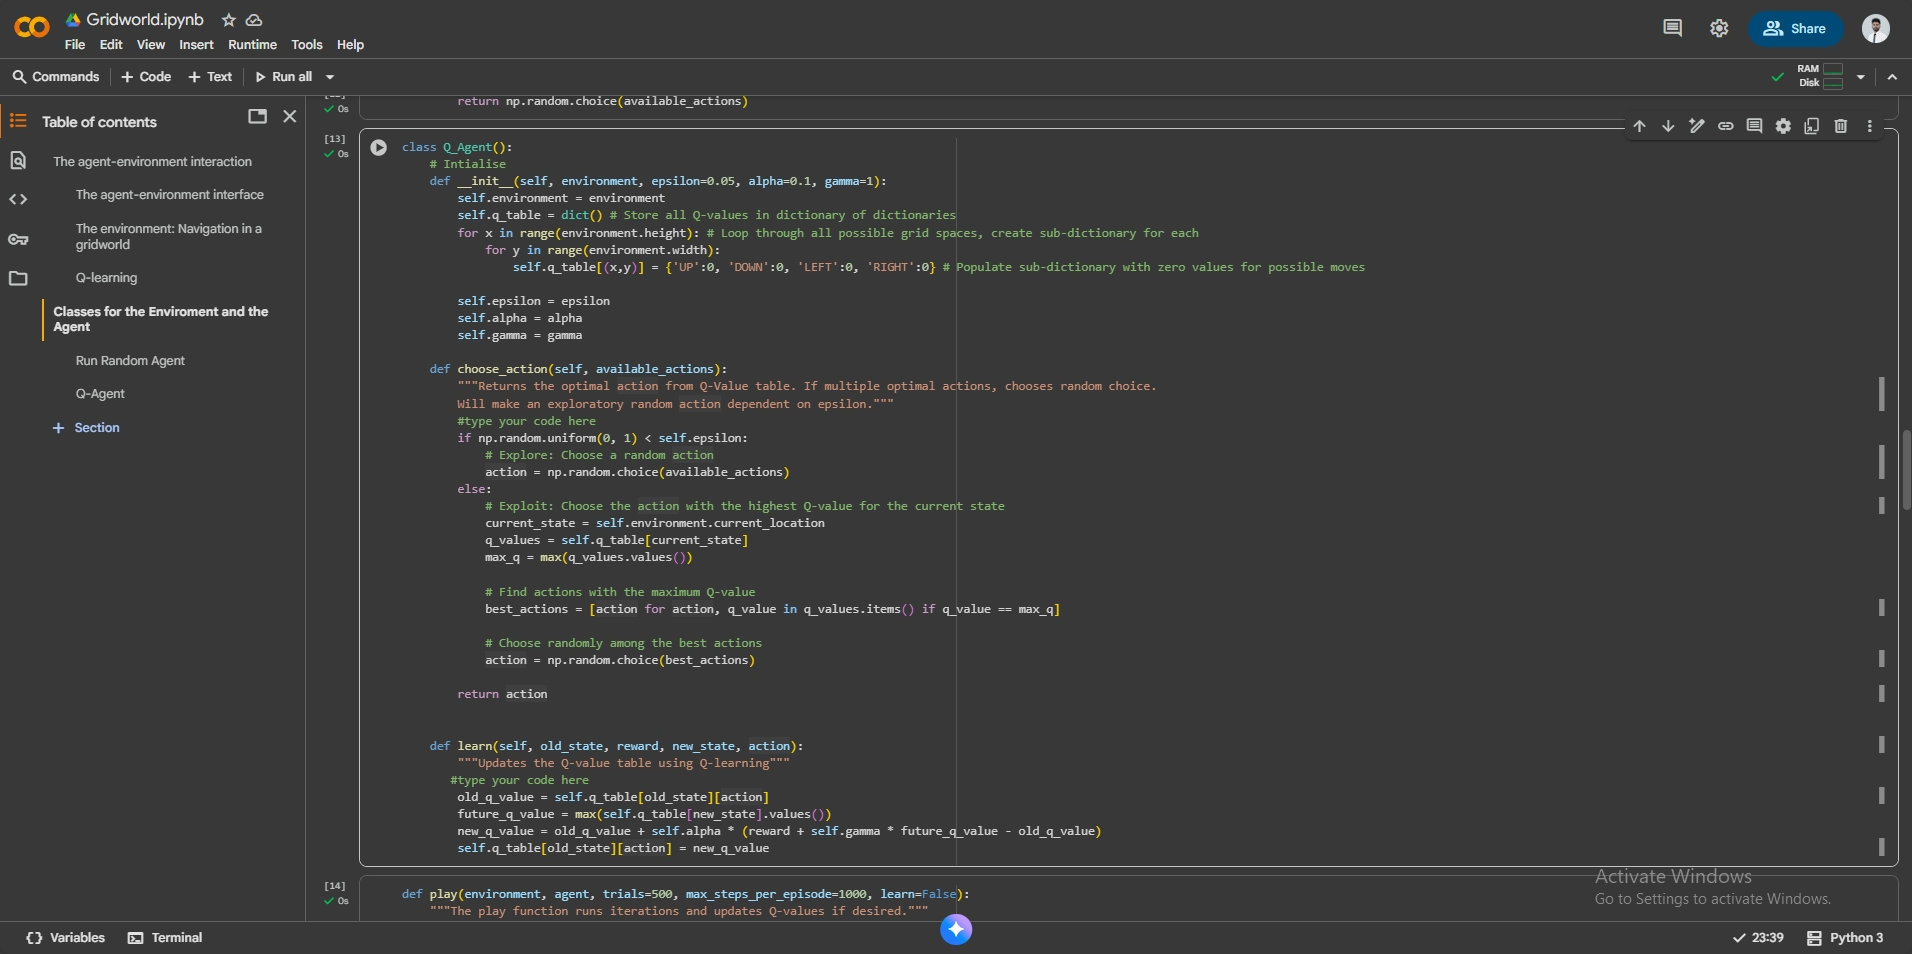 Gridworld.ipynb
File Edit View Insert Runtime Tools Help
Share
Commands + Code + Text Run all
RAM
Disk
Table of contents
The agent-environment interaction
The agent-environment interface
The environment: Navigation in a
gridworld
Q-learning
Classes for the Enviroment and the
Agent
Run Random Agent
Q-Agent
+ Section
0s
return np.random.choice(available_actions)
[13]
0s
class Q_Agent():
# Intialise
def __init__(self, environment, epsilon=0.05, alpha=0.1, gamma=1):
self.environment = environment
self.q_table = dict() # Store all Q-values in dictionary of dictionaries
for x in range(environment.height): # Loop through all possible grid spaces, create sub-dictionary for each
for y in range(environment.width):
self.q_table[(x,y)] = {'UP':0, 'DOWN':0, 'LEFT':0, 'RIGHT':0} # Populate sub-dictionary with zero values for possible moves
self.epsilon = epsilon
self.alpha = alpha
self.gamma = gamma
def choose_action(self, available_actions):
"""Returns the optimal action from Q-Value table. If multiple optimal actions, chooses random choice.
Will make an exploratory random action dependent on epsilon."""
#type your code here
if np.random.uniform(0, 1) < self.epsilon:
# Explore: Choose a random action
action = np.random.choice(available_actions)
else:
# Exploit: Choose the action with the highest Q-value for the current state
current_state = self.environment.current_location
q_values = self.q_table[current_state]
max_q = max(q_values.values())
# Find actions with the maximum Q-value
best_actions = [action for action, q_value in q_values.items() if q_value == max_q]
# Choose randomly among the best actions
action = np.random.choice(best_actions)
return action
def learn(self, old_state, reward, new_state, action):
"""Updates the Q-value table using Q-learning"""
#type your code here
old_q_value = self.q_table[old_state][action]
future_q_value = max(self.q_table[new_state].values())
new_q_value = old_q_value + self.alpha * (reward + self.gamma * future_q_value - old_q_value)
self.q_table[old_state][action] = new_q_value
[14]
0s
def play(environment, agent, trials=500, max_steps_per_episode=1000, learn=False):
"""The play function runs iterations and updates Q-values if desired."""
Activate Windows
Go to Settings to activate Windows.
Variables Terminal
23:39 Python 3